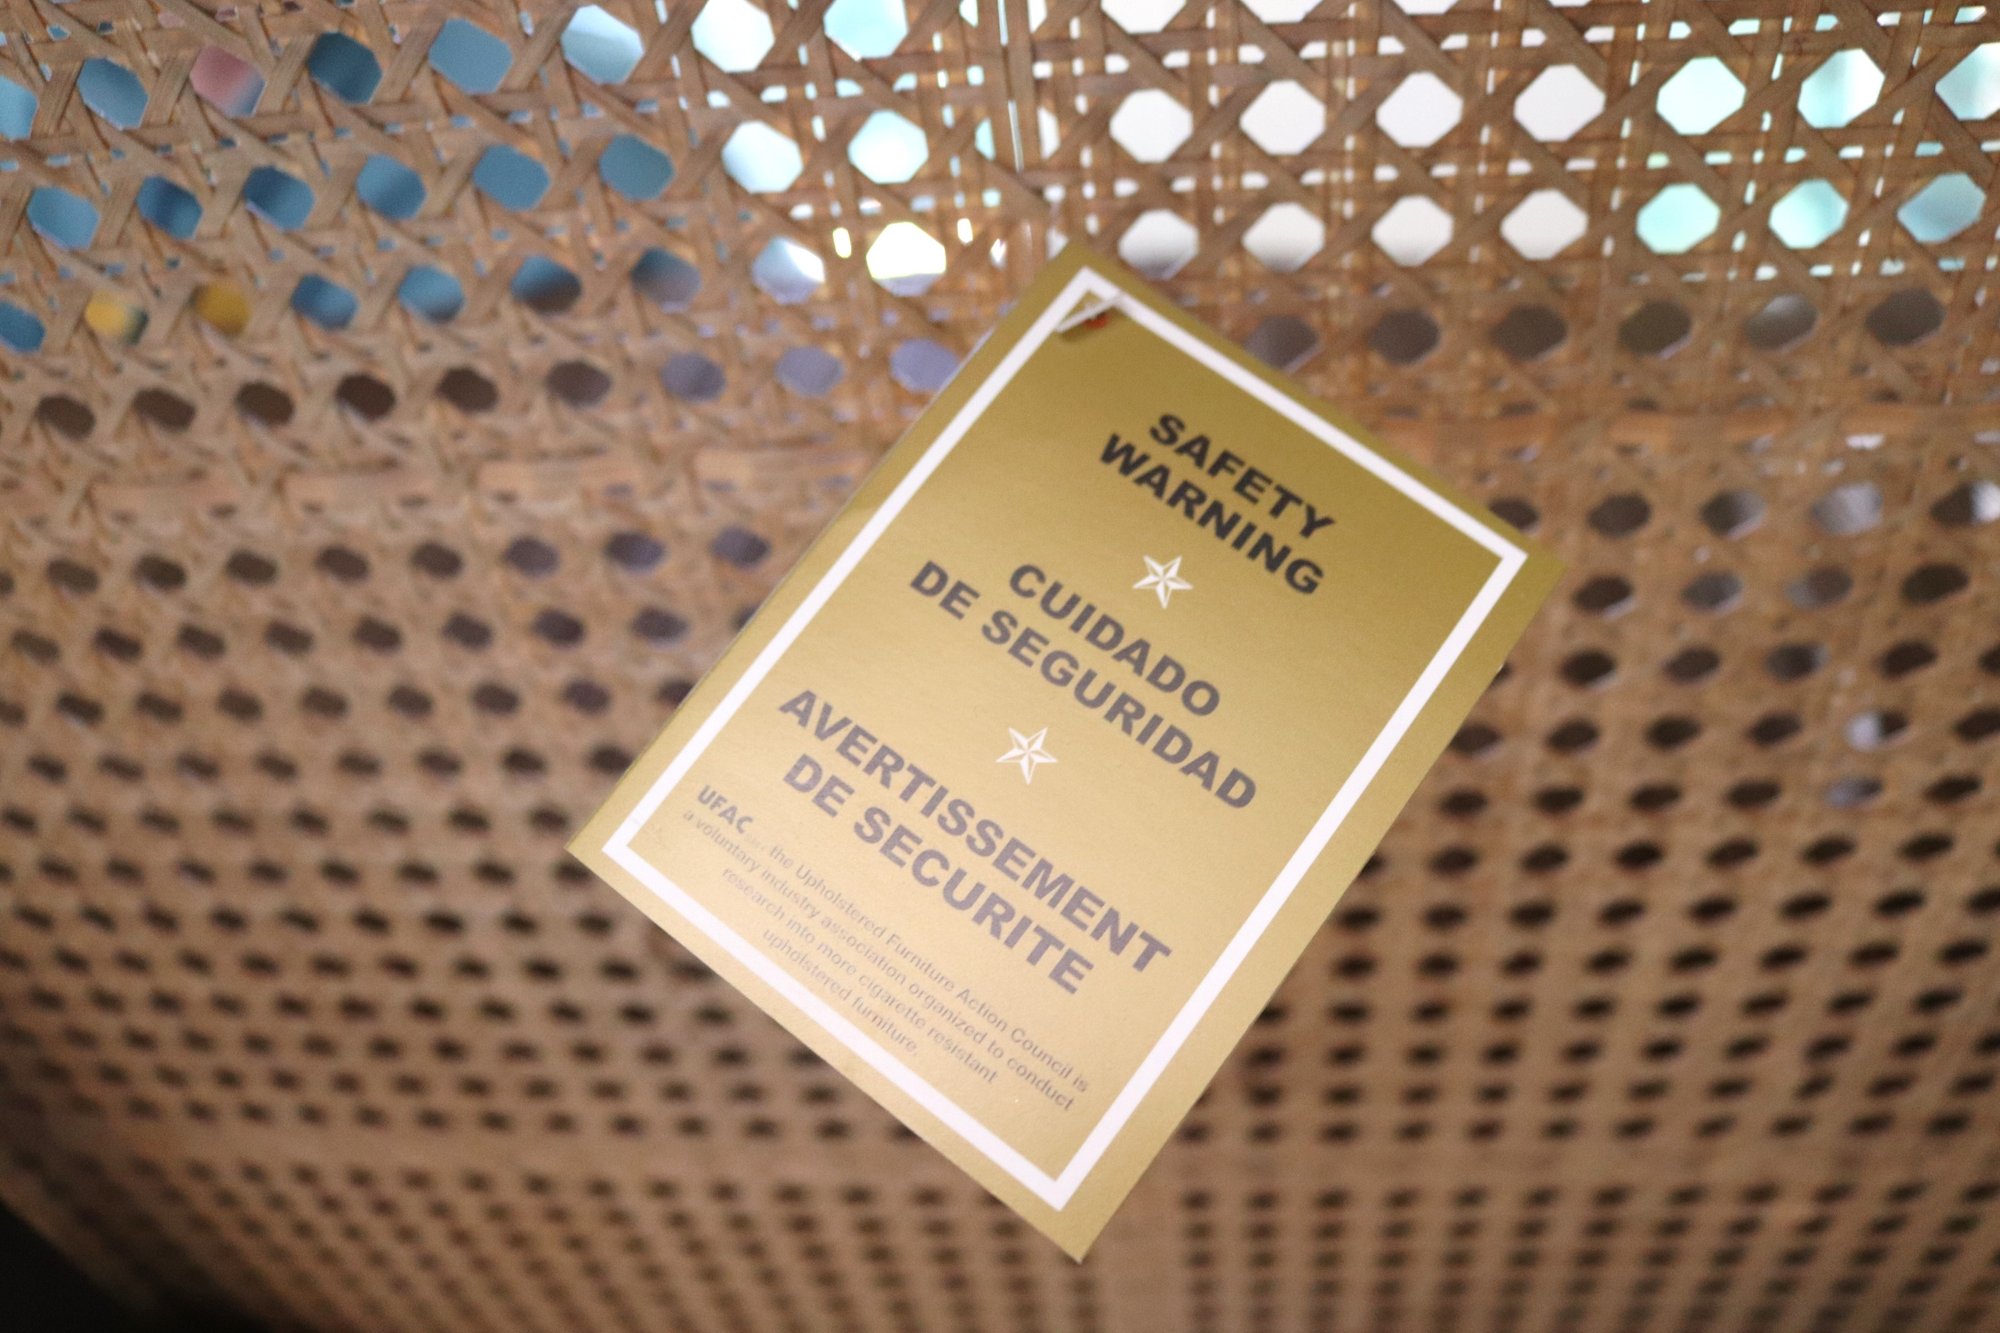 SAFETY
WARNING
CUIDADO
DE SEGURIDAD
AVERTISSEMENT
DE SECURITE
UFAC the Upholstered Furniture Action Council is
a voluntary industry association organized to conduct
research into more cigarette resistant
upholstered furniture.